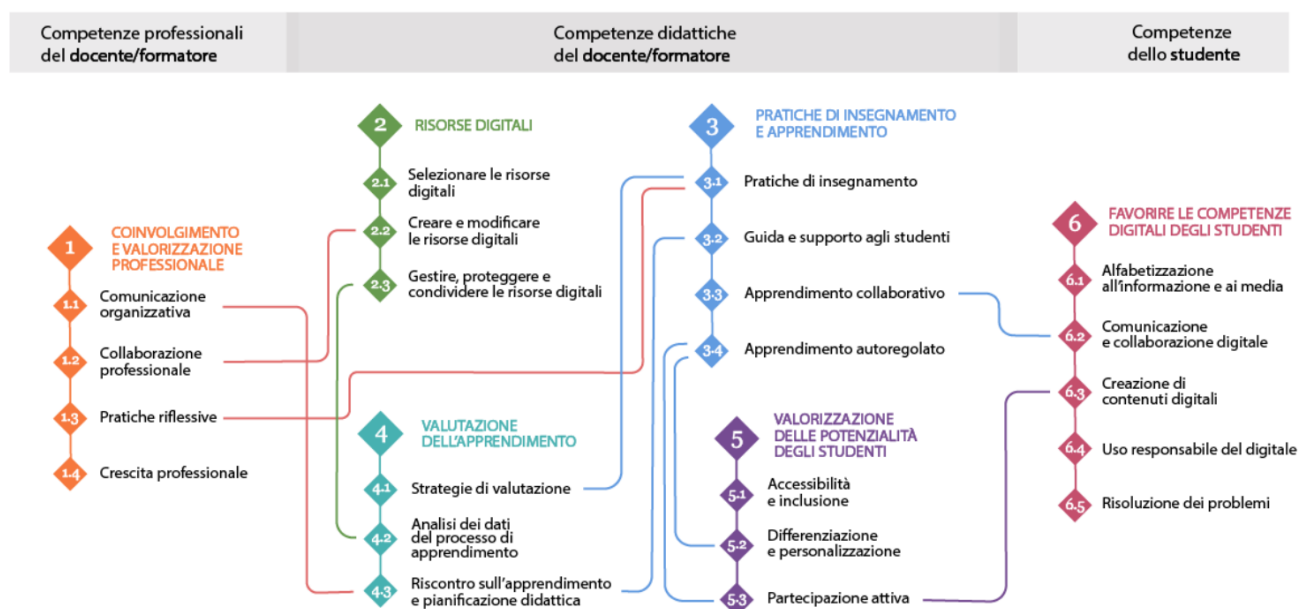 Competenze professionali
del docente/formatore
Competenze didattiche
del docente/formatore
Competenze
dello studente
1
COINVOLGIMENTO
E VALORIZZAZIONE
PROFESSIONALE
1.1
Comunicazione
organizzativa
1.2
Collaborazione
professionale
1.3
Pratiche riflessive
1.4
Crescita professionale
2
RISORSE DIGITALI
2.1
Selezionare le risorse
digitali
2.2
Creare e modificare
le risorse digitali
2.3
Gestire, proteggere e
condividere le risorse digitali
3
PRATICHE DI INSEGNAMENTO
E APPRENDIMENTO
3.1
Pratiche di insegnamento
3.2
Guida e supporto agli studenti
3.3
Apprendimento collaborativo
3.4
Apprendimento autoregolato
4
VALUTAZIONE
DELL'APPRENDIMENTO
4.1
Strategie di valutazione
4.2
Analisi dei dati
del processo di
apprendimento
4.3
Riscontro sull'apprendimento
e pianificazione didattica
5
VALORIZZAZIONE
DELLE POTENZIALITÀ
DEGLI STUDENTI
5.1
Accessibilità
e inclusione
5.2
Differenziazione
e personalizzazione
5.3
Partecipazione attiva
6
FAVORIRE LE COMPETENZE
DIGITALI DEGLI STUDENTI
6.1
Alfabetizzazione
all'informazione e ai media
6.2
Comunicazione
e collaborazione digitale
6.3
Creazione di
contenuti digitali
6.4
Uso responsabile del digitale
6.5
Risoluzione dei problemi